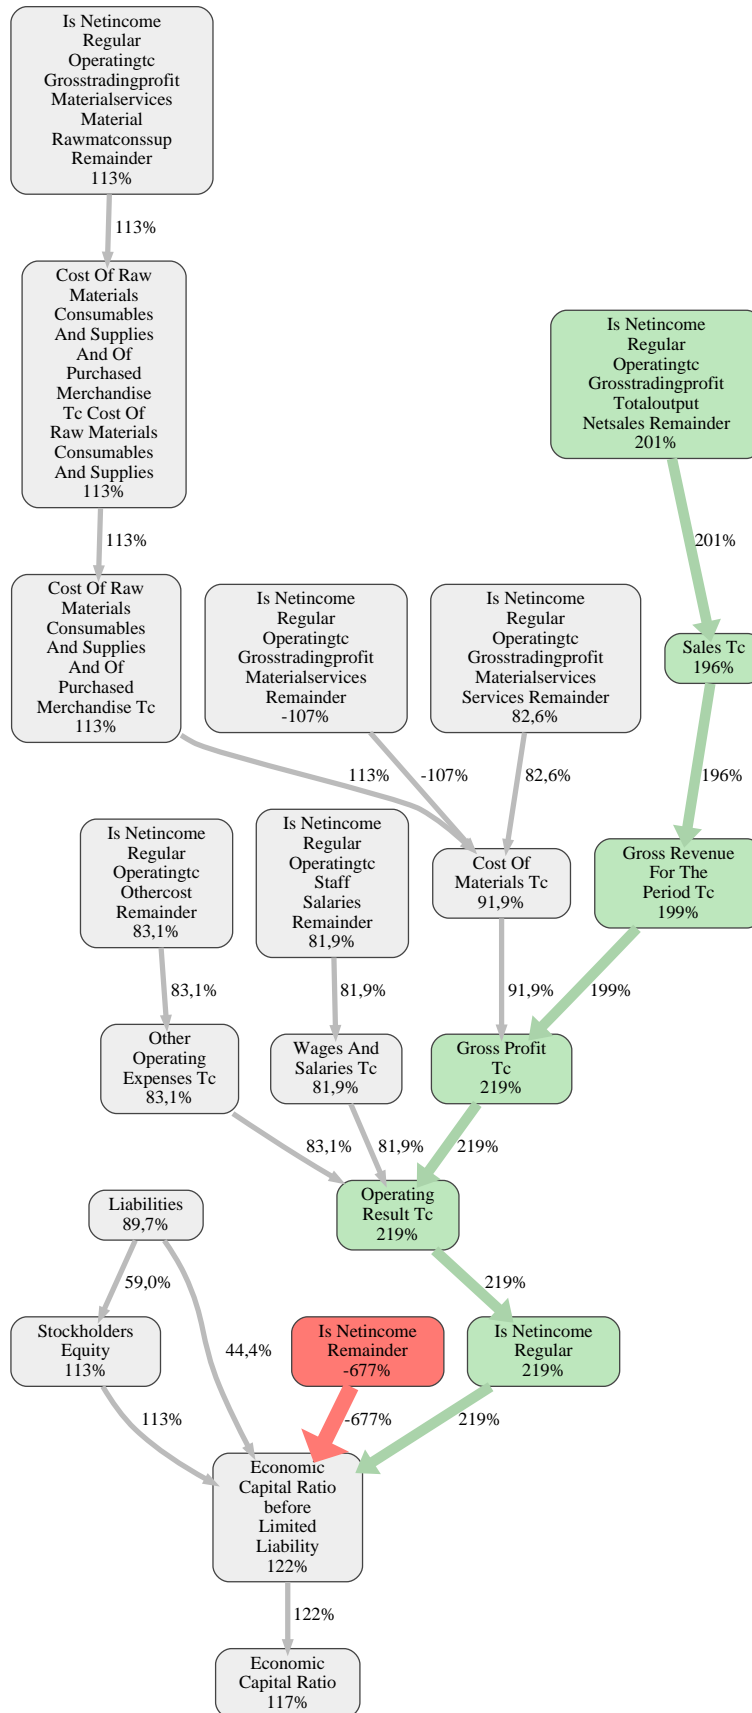 Is Netincome
Regular
Operatingtc
Grosstradingprofit
Materialservices
Material
Rawmatconssup
Remainder
113%
113%
Cost Of Raw
Materials
Consumables
And Supplies
And Of
Purchased
Merchandise
Tc Cost Of
Raw Materials
Consumables
And Supplies
113%
Is Netincome
Regular
Operatingtc
Grosstradingprofit
Totaloutput
Netsales Remainder
201%
113%
201%
Cost Of Raw
Materials
Consumables
And Supplies
And Of
Purchased
Merchandise Tc
113%
Is Netincome
Regular
Operatingtc
Grosstradingprofit
Materialservices
Remainder
-107%
Is Netincome
Regular
Operatingtc
Grosstradingprofit
Materialservices
Services Remainder
82,6%
Sales Tc
196%
113%
-107%
82,6%
196%
Is Netincome
Regular
Operatingtc
Othercost
Remainder
83,1%
Is Netincome
Regular
Operatingtc
Staff
Salaries
Remainder
81,9%
Cost Of
Materials Tc
91,9%
Gross Revenue
For The
Period Tc
199%
83,1%
81,9%
91,9%
199%
Other
Operating
Expenses Tc
83,1%
Wages And
Salaries Tc
81,9%
Gross Profit
Tc
219%
83,1%
81,9%
219%
Liabilities
89,7%
Operating
Result Tc
219%
59,0%
44,4%
219%
Stockholders
Equity
113%
Is Netincome
Remainder
-677%
Is Netincome
Regular
219%
113%
-677%
219%
Economic
Capital Ratio
before
Limited
Liability
122%
122%
Economic
Capital Ratio
117%